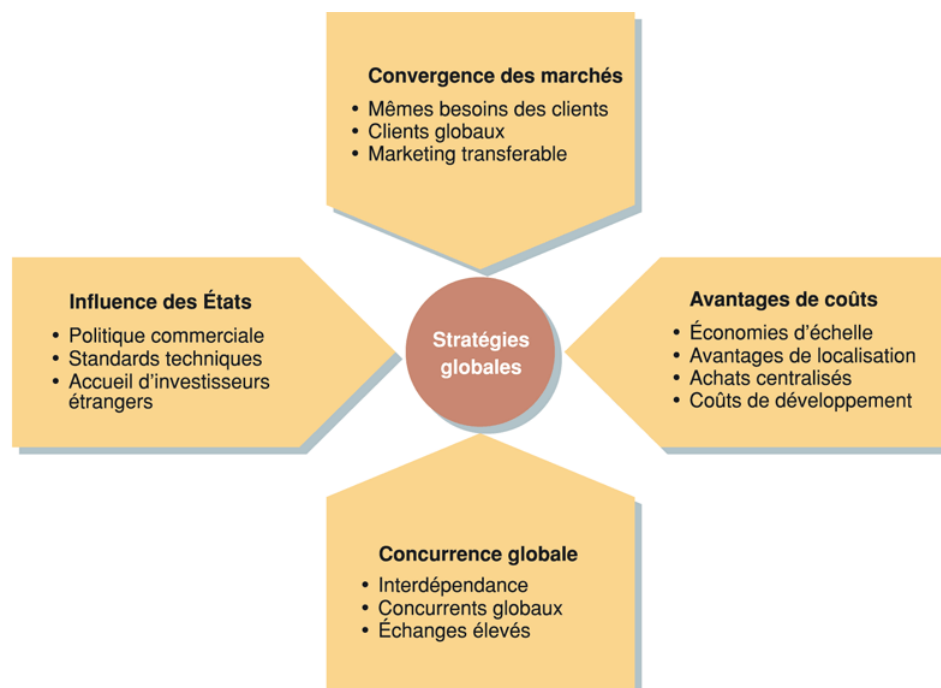 Convergence des marchés
• Mêmes besoins des clients
• Clients globaux
• Marketing transferable
Influence des États
• Politique commerciale
• Standards techniques
• Accueil d'investisseurs
étrangers
Stratégies
globales
Avantages de coûts
• Économies d'échelle
• Avantages de localisation
• Achats centralisés
• Coûts de développement
Concurrence globale
• Interdépendance
• Concurrents globaux
• Échanges élevés